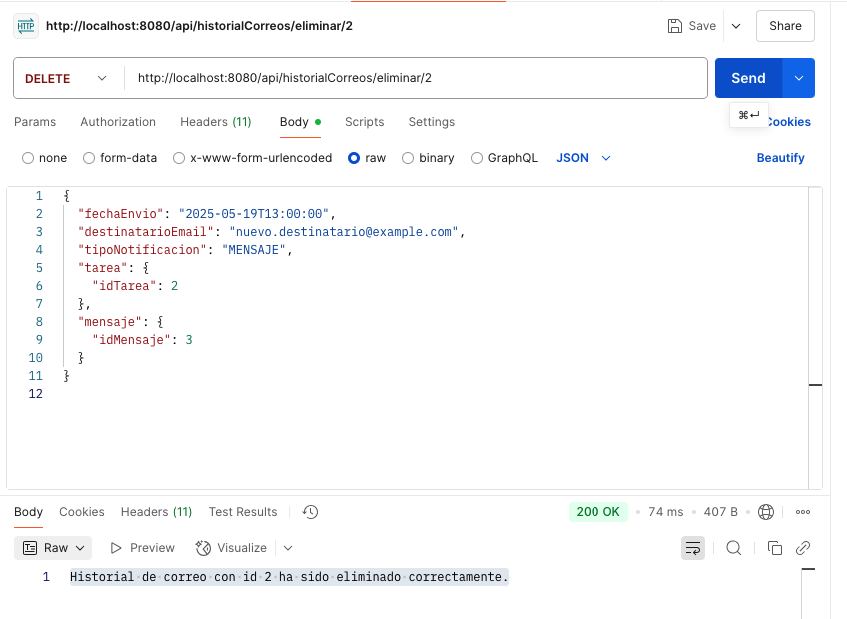 HTTP http://localhost:8080/api/historialCorreos/eliminar/2 Save Share
DELETE http://localhost:8080/api/historialCorreos/eliminar/2 Send
⌘↵
Params Authorization Headers (11) Body Scripts Settings Cookies
none form-data x-www-form-urlencoded raw binary GraphQL JSON Beautify
1 {
2 "fechaEnvio": "2025-05-19T13:00:00",
3 "destinatarioEmail": "nuevo.destinatario@example.com",
4 "tipoNotificacion": "MENSAJE",
5 "tarea": {
6 "idTarea": 2
7 },
8 "mensaje": {
9 "idMensaje": 3
10 }
11 }
12
Body Cookies Headers (11) Test Results 200 OK • 74 ms • 407 B •
Raw Preview Visualize
1 Historial de correo con id 2 ha sido eliminado correctamente.